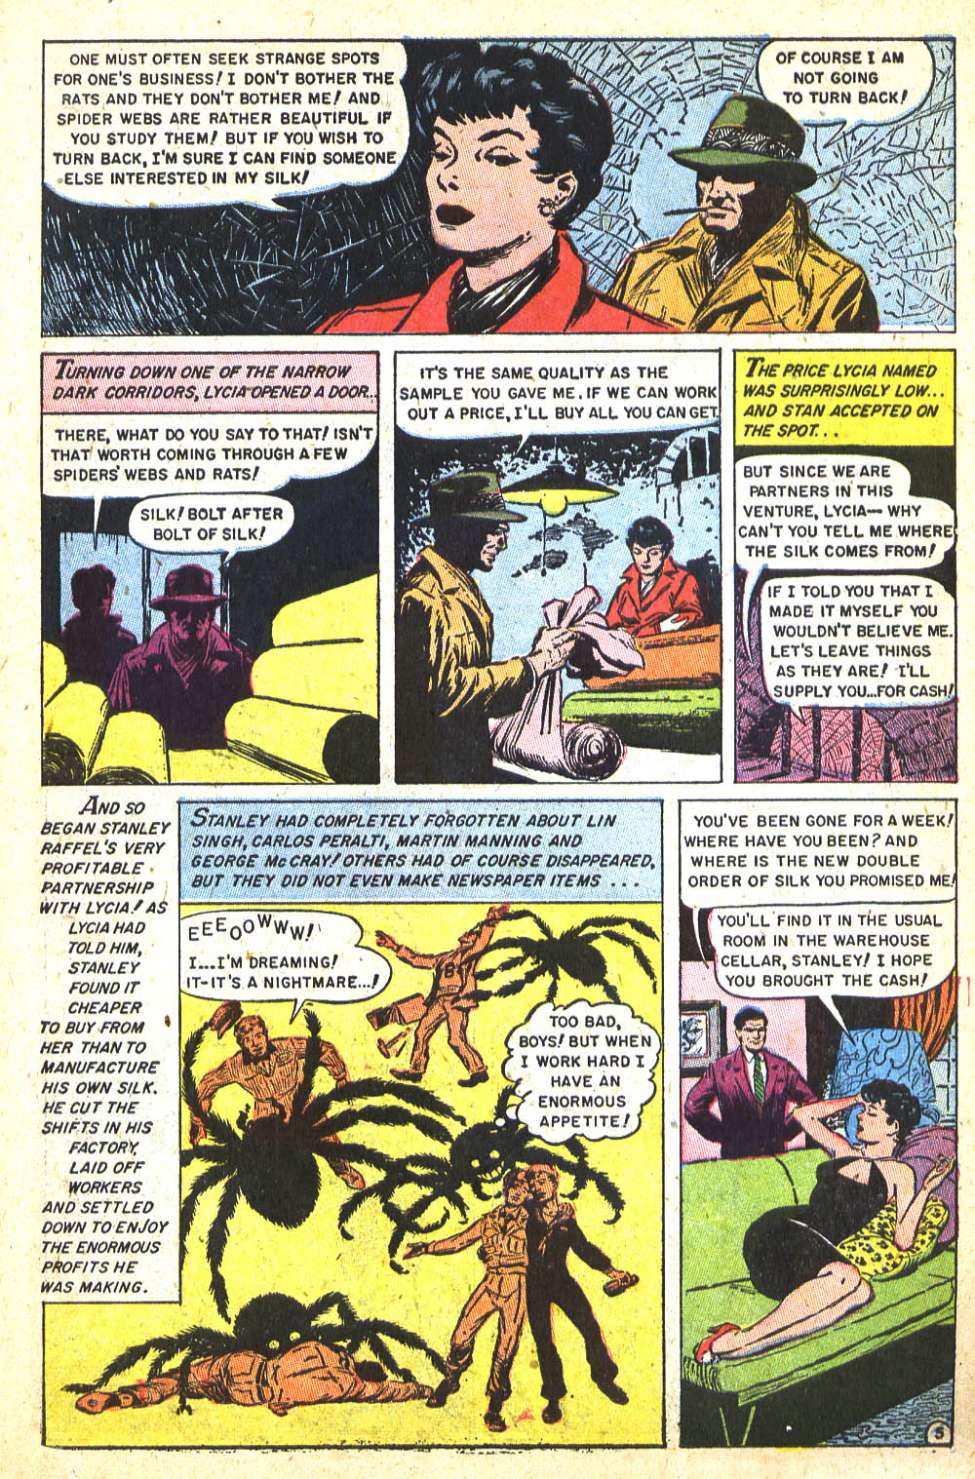 ONE MUST OFTEN SEEK STRANGE SPOTS
FOR ONE'S BUSINESS! I DON'T BOTHER THE
RATS AND THEY DON'T BOTHER ME! AND
SPIDER WEBS ARE RATHER BEAUTIFUL IF
YOU STUDY THEM! BUT IF YOU WISH TO
TURN BACK, I'M SURE I CAN FIND SOMEONE
ELSE INTERESTED IN MY SILK!
OF COURSE I AM
NOT GOING
TO TURN BACK!
TURNING DOWN ONE OF THE NARROW
DARK CORRIDORS, LYCIA OPENED A DOOR...
THERE, WHAT DO YOU SAY TO THAT! ISN'T
THAT WORTH COMING THROUGH A FEW
SPIDERS' WEBS AND RATS!
SILK! BOLT AFTER
BOLT OF SILK!
IT'S THE SAME QUALITY AS THE
SAMPLE YOU GAVE ME. IF WE CAN WORK
OUT A PRICE, I'LL BUY ALL YOU CAN GET.
THE PRICE LYCIA NAMED
WAS SURPRISINGLY LOW...
AND STAN ACCEPTED ON
THE SPOT...
BUT SINCE WE ARE
PARTNERS IN THIS
VENTURE, LYCIA-- WHY
CAN'T YOU TELL ME WHERE
THE SILK COMES FROM!
IF I TOLD YOU THAT I
MADE IT MYSELF YOU
WOULDN'T BELIEVE ME.
LET'S LEAVE THINGS
AS THEY ARE! I'LL
SUPPLY YOU...FOR CASH!
AND SO
BEGAN STANLEY
RAFFEL'S VERY
PROFITABLE
PARTNERSHIP
WITH LYCIA! AS
LYCIA HAD
TOLD HIM,
STANLEY
FOUND IT
CHEAPER
TO BUY FROM
HER THAN TO
MANUFACTURE
HIS OWN SILK.
HE CUT THE
SHIFTS IN HIS
FACTORY,
LAID OFF
WORKERS
AND SETTLED
DOWN TO ENJOY
THE ENORMOUS
PROFITS HE
WAS MAKING.
STANLEY HAD COMPLETELY FORGOTTEN ABOUT LIN
SINGH, CARLOS PERALTI, MARTIN MANNING AND
GEORGE McCRAY! OTHERS HAD OF COURSE DISAPPEARED,
BUT THEY DID NOT EVEN MAKE NEWSPAPER ITEMS . . .
EEEOOWWW!
I...I'M DREAMING!
IT-IT'S A NIGHTMARE...!
TOO BAD,
BOYS! BUT WHEN
I WORK HARD I
HAVE AN
ENORMOUS
APPETITE!
YOU'VE BEEN GONE FOR A WEEK!
WHERE HAVE YOU BEEN? AND
WHERE IS THE NEW DOUBLE
ORDER OF SILK YOU PROMISED ME!
YOU'LL FIND IT IN THE USUAL
ROOM IN THE WAREHOUSE
CELLAR, STANLEY! I HOPE
YOU BROUGHT THE CASH!
5